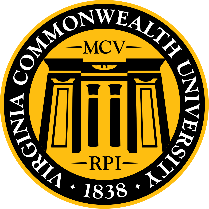 VIRGINIA COMMONWEALTH UNIVERSITY
MCV
RPI
· 1838 ·